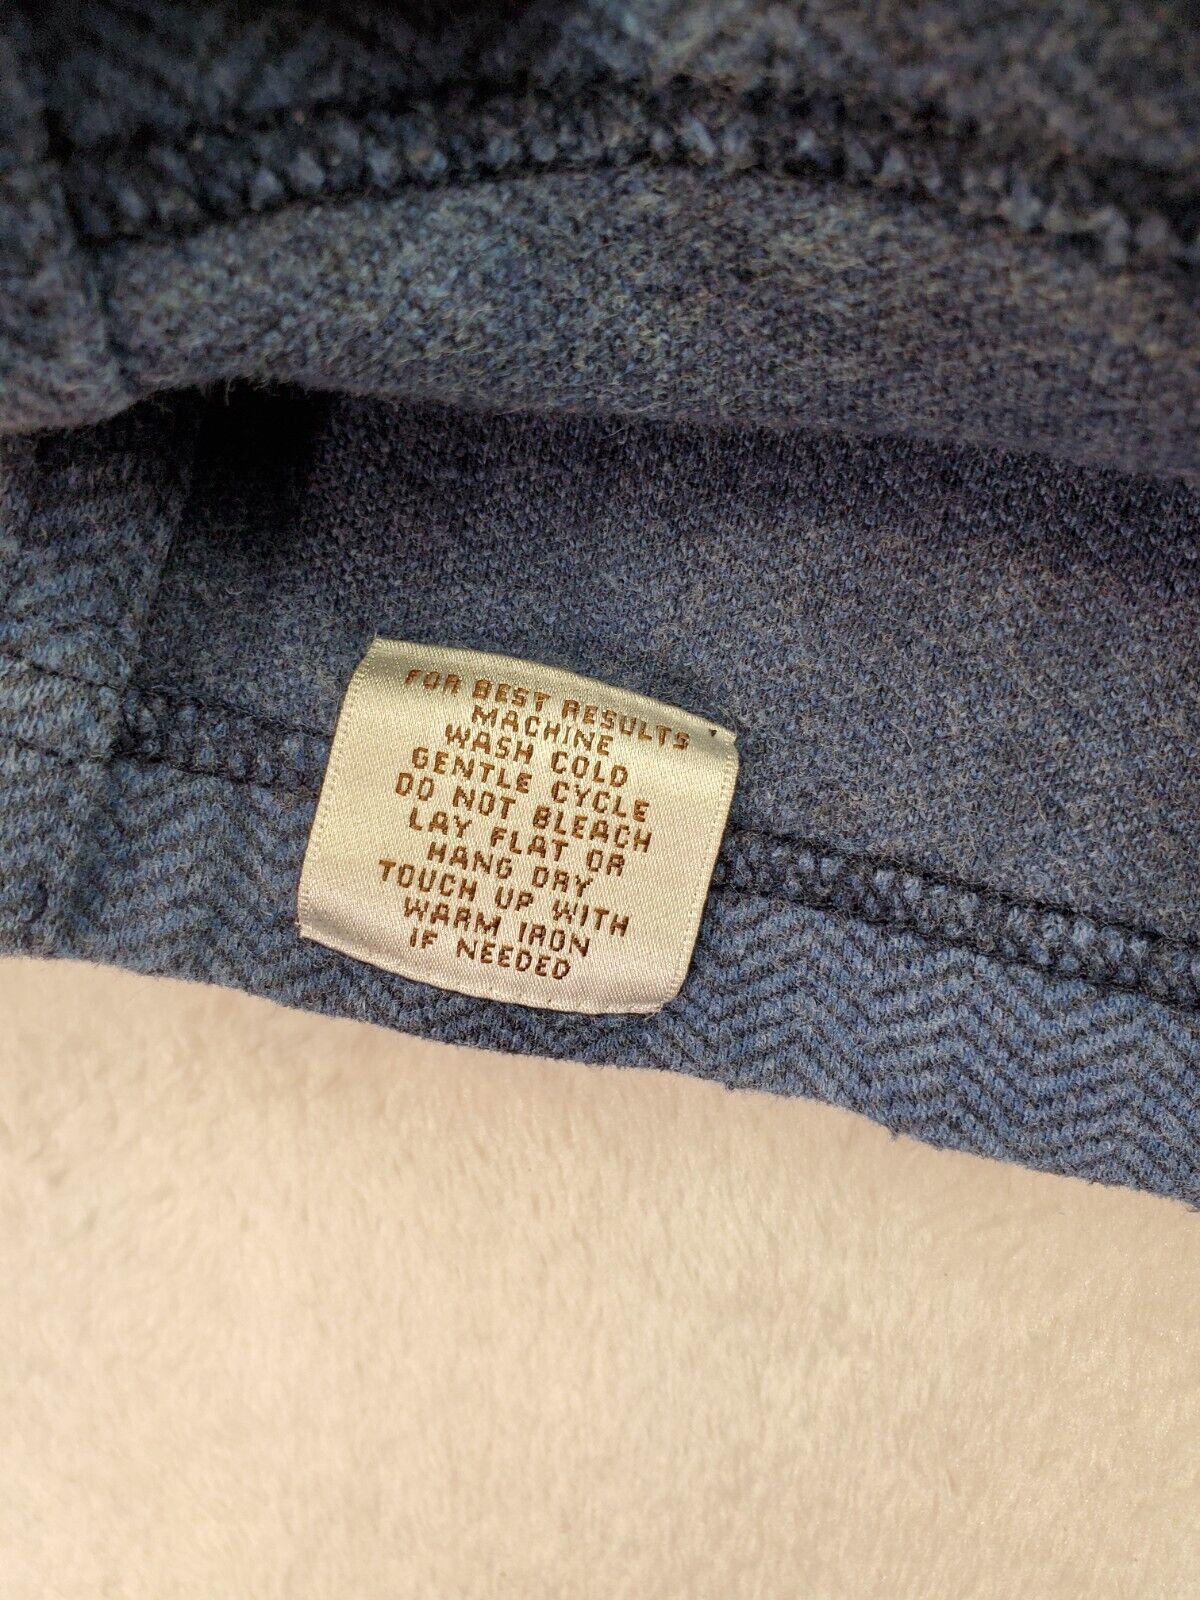 FOR BEST RESULTS
MACHINE
WASH COLD
GENTLE CYCLE
DO NOT BLEACH
LAY FLAT OR
HANG DRY
TOUCH UP WITH
WARM IRON
IF NEEDED